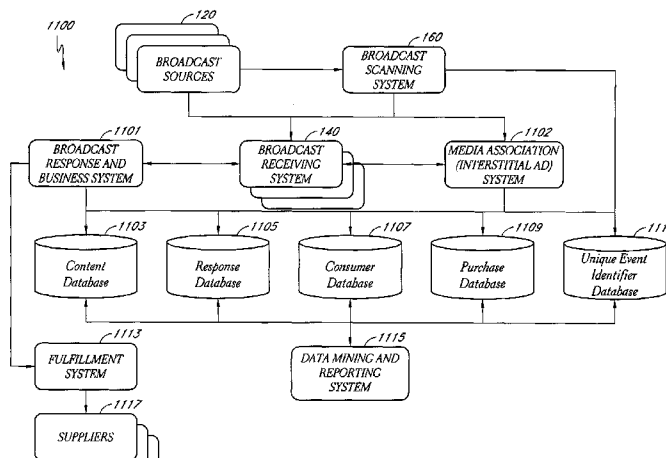 1100
120
BROADCAST
SOURCES
160
BROADCAST
SCANNING
SYSTEM
1101
BROADCAST
RESPONSE AND
BUSINESS SYSTEM
140
BROADCAST
RECEIVING
SYSTEM
1102
MEDIA ASSOCIATION
(INTERSTITIAL AD)
SYSTEM
1103
Content
Database
1105
Response
Database
1107
Consumer
Database
1109
Purchase
Database
Unique Event
Identifier
Database
1113
FULFILLMENT
SYSTEM
1115
DATA MINING AND
REPORTING
SYSTEM
1117
SUPPLIERS